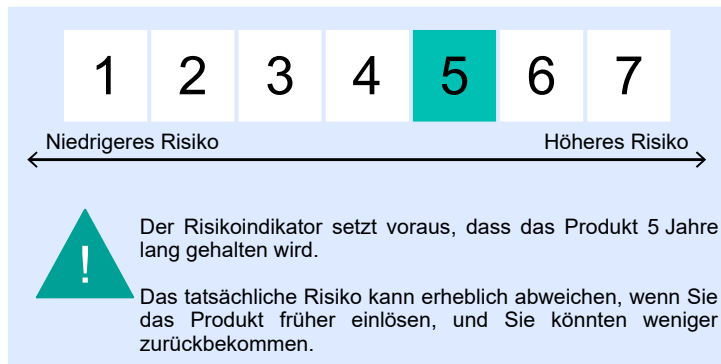 1 2 3 4 5 6 7
Niedrigeres Risiko Höheres Risiko
!
Der Risikoindikator setzt voraus, dass das Produkt 5 Jahre
lang gehalten wird.
Das tatsächliche Risiko kann erheblich abweichen, wenn Sie
das Produkt früher einlösen, und Sie könnten weniger
zurückbekommen.